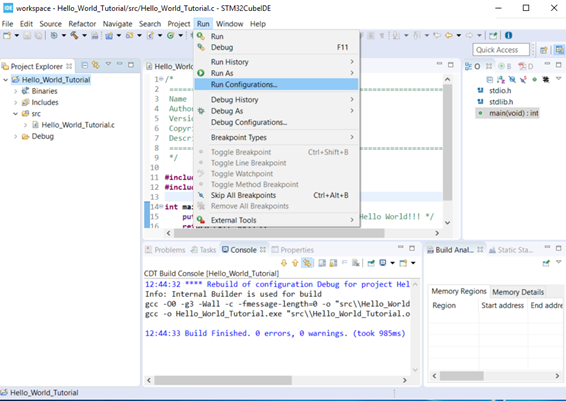 IDE workspace - Hello_World_Tutorial/src/Hello_World_Tutorial.c - STM32CubeIDE
File Edit Source Refactor Navigate Search Project Run Window Help
Quick Access
Project Explorer
Hello_World_Tutorial
Binaries
Includes
src
Hello_World_Tutorial.c
Debug
Run
Debug F11
Run History
Run As
Run Configurations...
Debug History
Debug As
Debug Configurations...
Breakpoint Types
Toggle Breakpoint Ctrl+Shift+B
Toggle Line Breakpoint
Toggle Watchpoint
Toggle Method Breakpoint
Skip All Breakpoints Ctrl+Alt+B
Remove All Breakpoints
External Tools
Hello_Wo
1 /*
2 ====
3 Name
4 Autho
5 Versi
6 Copyr
7 Descr
8 ====
9 */
10
11 #inclu
12 #inclu
13
14 int ma
15 pu Hello World!!! */
16
O
stdio.h
stdlib.h
main(void) : int
Problems Tasks Console Properties
CDT Build Console [Hello_World_Tutorial]
12:44:32 **** Rebuild of configuration Debug for project Hel
Info: Internal Builder is used for build
gcc -O0 -g3 -Wall -c -fmessage-length=0 -o "src\\Hello_World
gcc -o Hello_World_Tutorial.exe "src\\Hello_World_Tutorial.o
12:44:33 Build Finished. 0 errors, 0 warnings. (took 985ms)
Build Anal... Static Sta...
Memory Regions Memory Details
Region Start address End addre
Hello_World_Tutorial